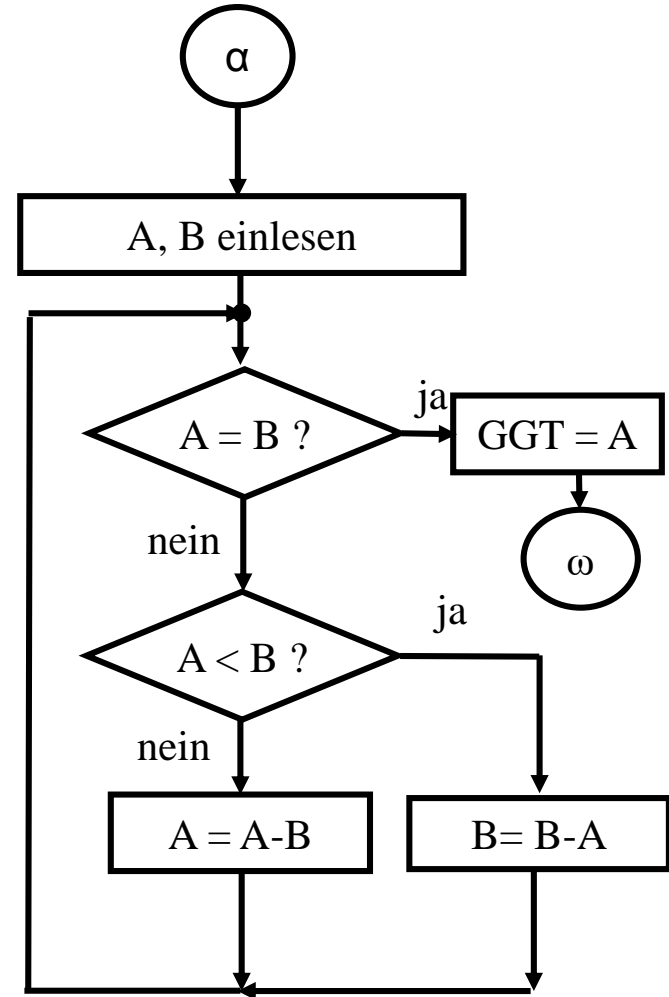 α
A, B einlesen
A = B ?
ja
GGT = A
nein
ω
A < B ?
ja
nein
A = A-B
B= B-A